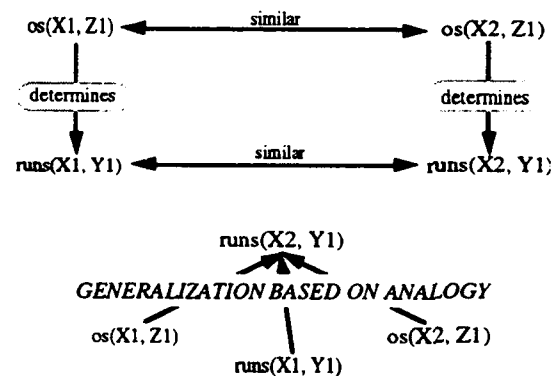 similar
os(X1, Z1) os(X2, Z1)
determines determines
similar
runs(X1, Y1) runs(X2, Y1)
runs(X2, Y1)
GENERALIZATION BASED ON ANALOGY
os(X1, Z1) os(X2, Z1)
runs(X1, Y1)